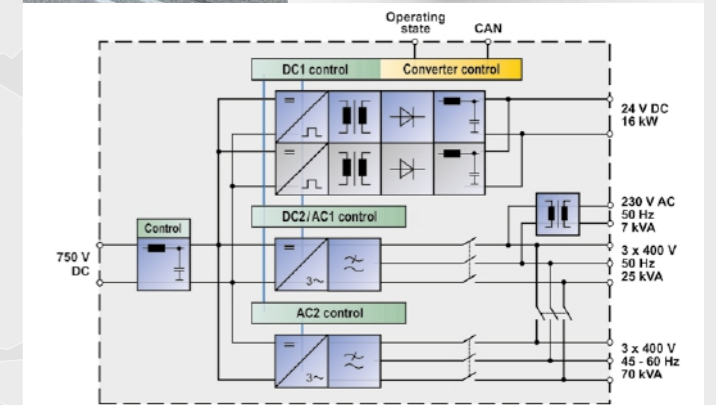 Operating
state
CAN
DC1 control
Converter control
24 V DC
16 kW
DC2/AC1 control
230 V AC
50 Hz
7 kVA
Control
750 V
DC
3 x 400 V
50 Hz
25 kVA
3~
AC2 control
3 x 400 V
45 - 60 Hz
70 kVA
3~